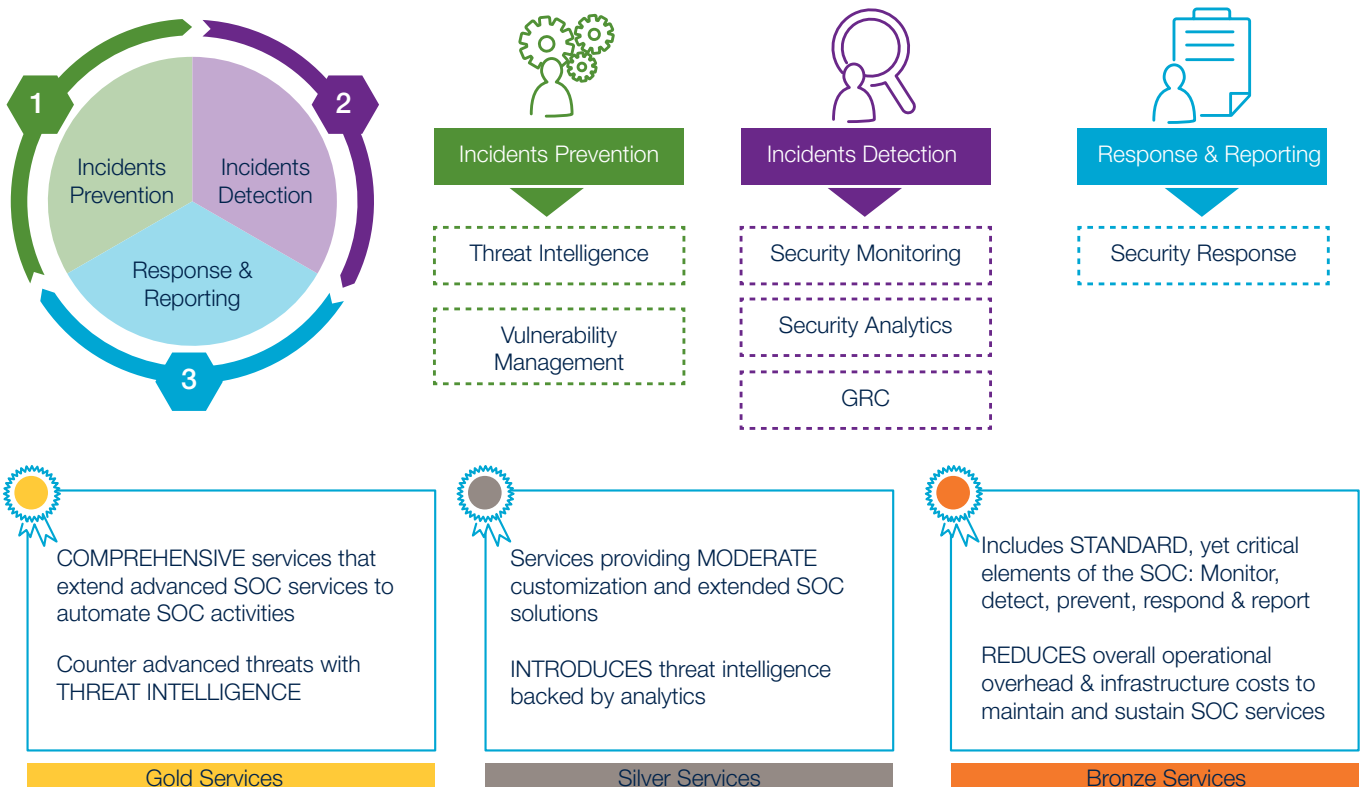 1
2
Incidents
Prevention
Incidents
Detection
Response &
Reporting
3
Incidents Prevention
Threat Intelligence
Vulnerability
Management
Incidents Detection
Security Monitoring
Security Analytics
GRC
Response & Reporting
Security Response
COMPREHENSIVE services that
extend advanced SOC services to
automate SOC activities
Counter advanced threats with
THREAT INTELLIGENCE
Gold Services
Services providing MODERATE
customization and extended SOC
solutions
INTRODUCES threat intelligence
backed by analytics
Silver Services
Includes STANDARD, yet critical
elements of the SOC: Monitor,
detect, prevent, respond & report
REDUCES overall operational
overhead & infrastructure costs to
maintain and sustain SOC services
Bronze Services